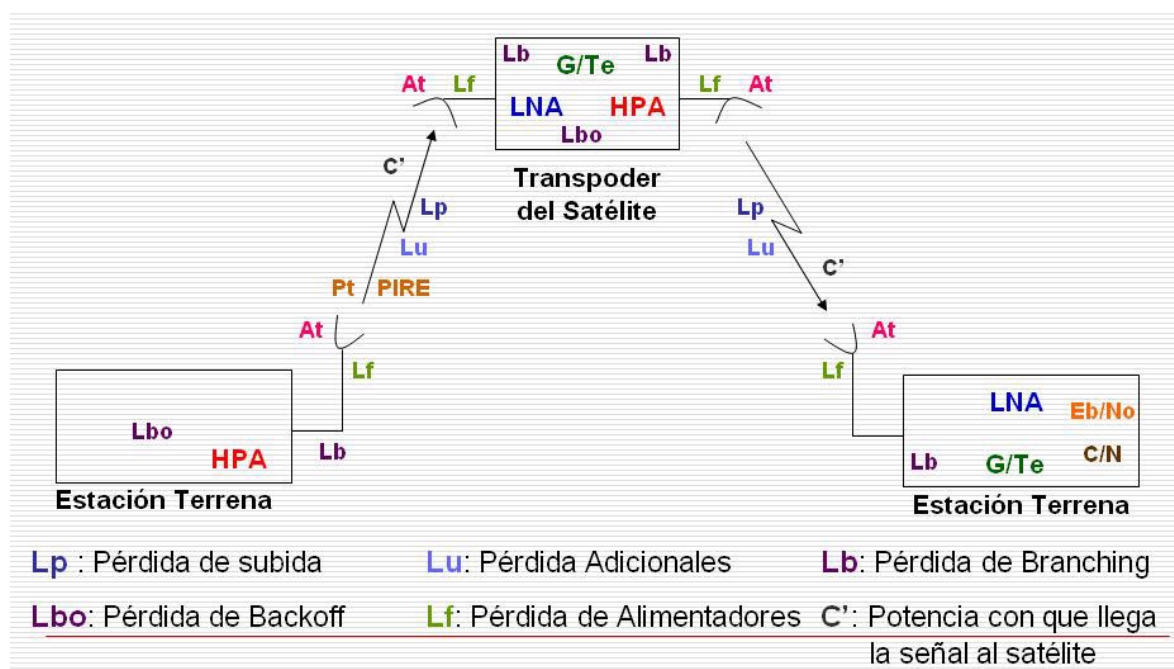 Lb Lb
G/Te
At Lf Lf At
LNA HPA
Lbo
C'
Transpoder
del Satélite
Lp Lp
Lu Lu
C'
Pt PIRE
At At
Lf Lf
LNA Eb/No
Lbo
HPA Lb Lb G/Te C/N
Estación Terrena Estación Terrena
Lp : Pérdida de subida Lu: Pérdida Adicionales Lb: Pérdida de Branching
Lbo: Pérdida de Backoff Lf: Pérdida de Alimentadores C': Potencia con que llega
la señal al satélite